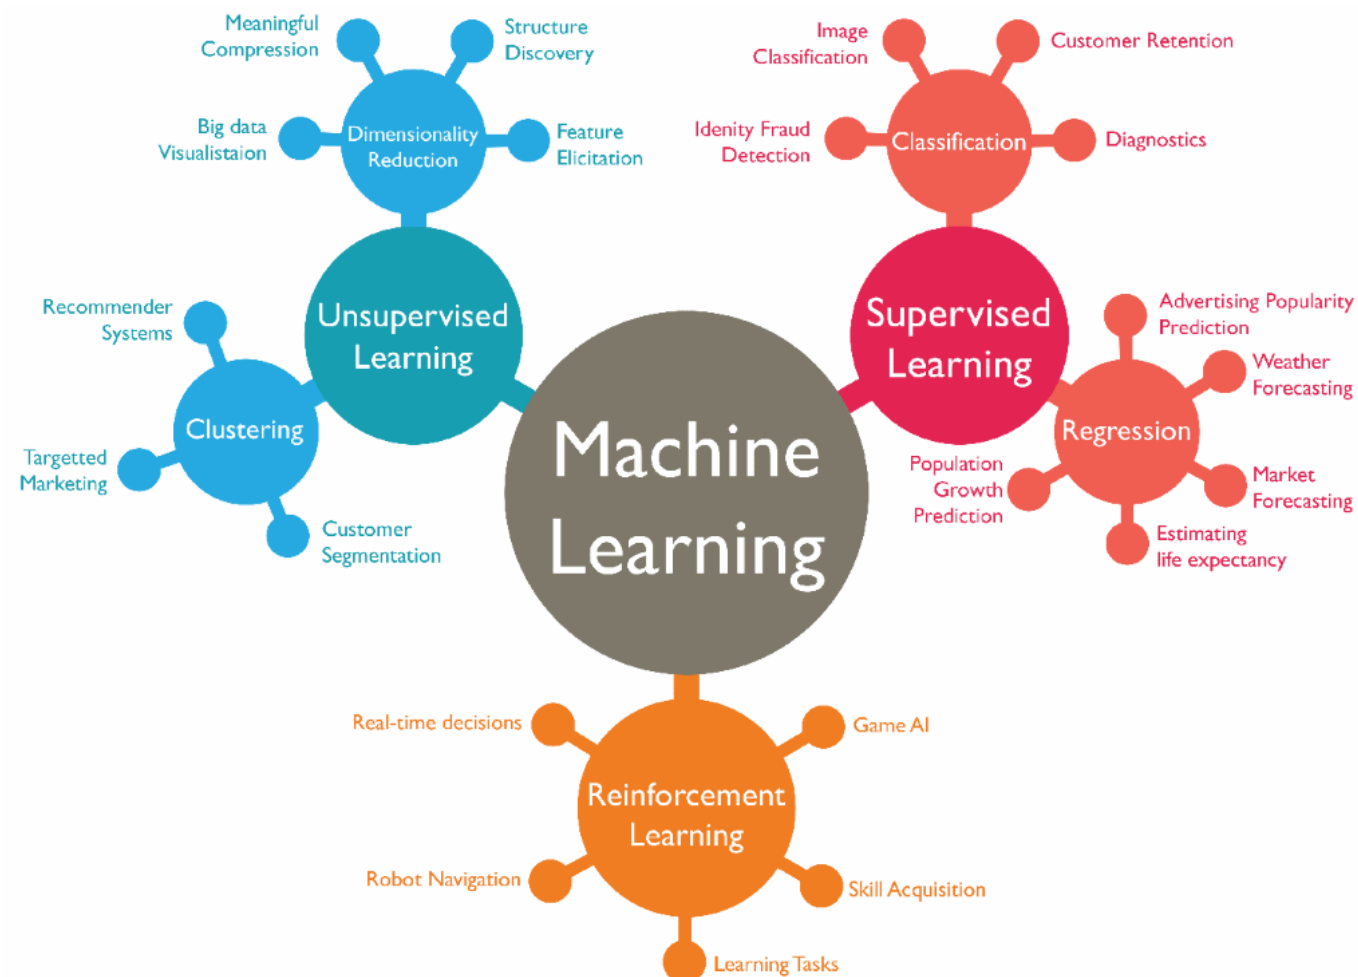 Meaningful
Compression
Structure
Discovery
Big data
Visualistaion
Dimensionality
Reduction
Feature
Elicitation
Image
Classification
Customer Retention
Idenity Fraud
Detection
Classification
Diagnostics
Unsupervised
Learning
Supervised
Learning
Recommender
Systems
Clustering
Targetted
Marketing
Customer
Segmentation
Machine
Learning
Advertising Popularity
Prediction
Weather
Forecasting
Regression
Population
Growth
Prediction
Market
Forecasting
Estimating
life expectancy
Real-time decisions
Game AI
Reinforcement
Learning
Robot Navigation
Skill Acquisition
Learning Tasks